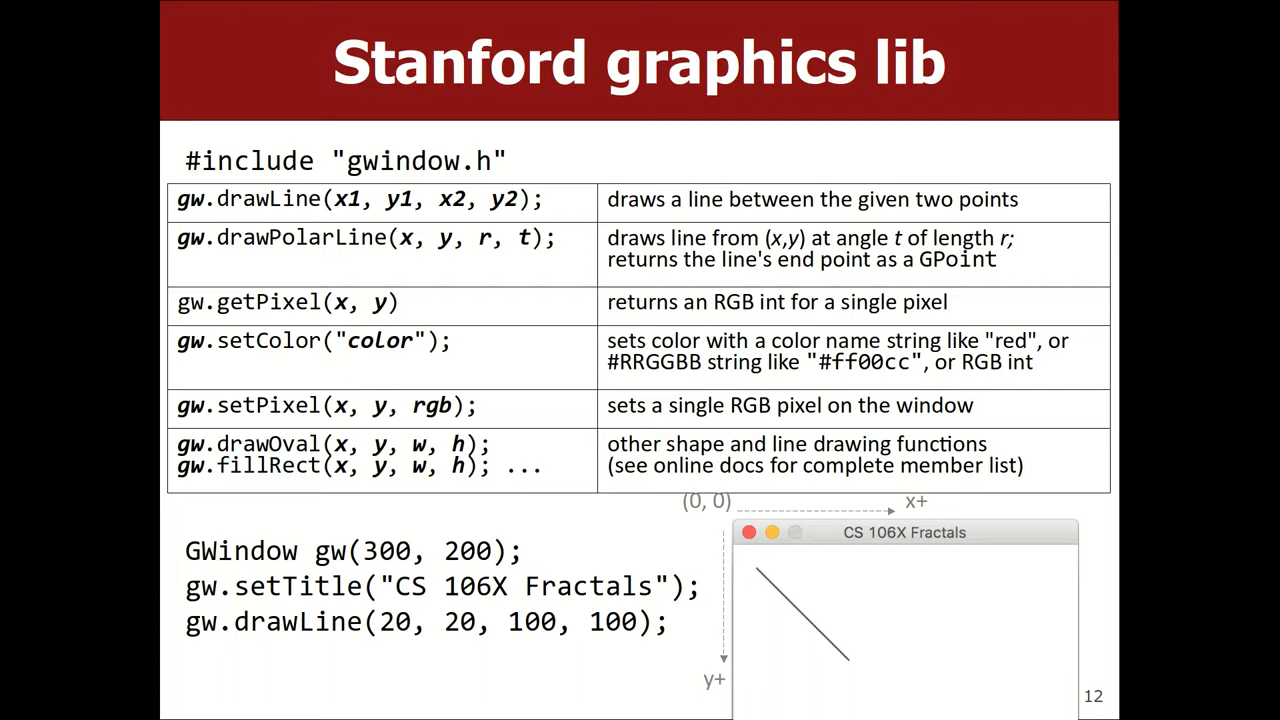 Stanford graphics lib
#include "gwindow.h"
gw.drawLine(x1, y1, x2, y2);
draws a line between the given two points
gw.drawPolarLine(x, y, r, t);
draws line from (x,y) at angle t of length r;
returns the line's end point as a GPoint
gw.getPixel(x, y)
returns an RGB int for a single pixel
gw.setColor("color");
sets color with a color name string like "red", or
#RRGGBB string like "#ff00cc", or RGB int
gw.setPixel(x, y, rgb);
sets a single RGB pixel on the window
gw.drawOval(x, y, w, h);
gw.fillRect(x, y, w, h); ...
other shape and line drawing functions
(see online docs for complete member list)
(0, 0)
x+
CS 106X Fractals
GWindow gw(300, 200);
gw.setTitle("CS 106X Fractals");
gw.drawLine(20, 20, 100, 100);
y+
12